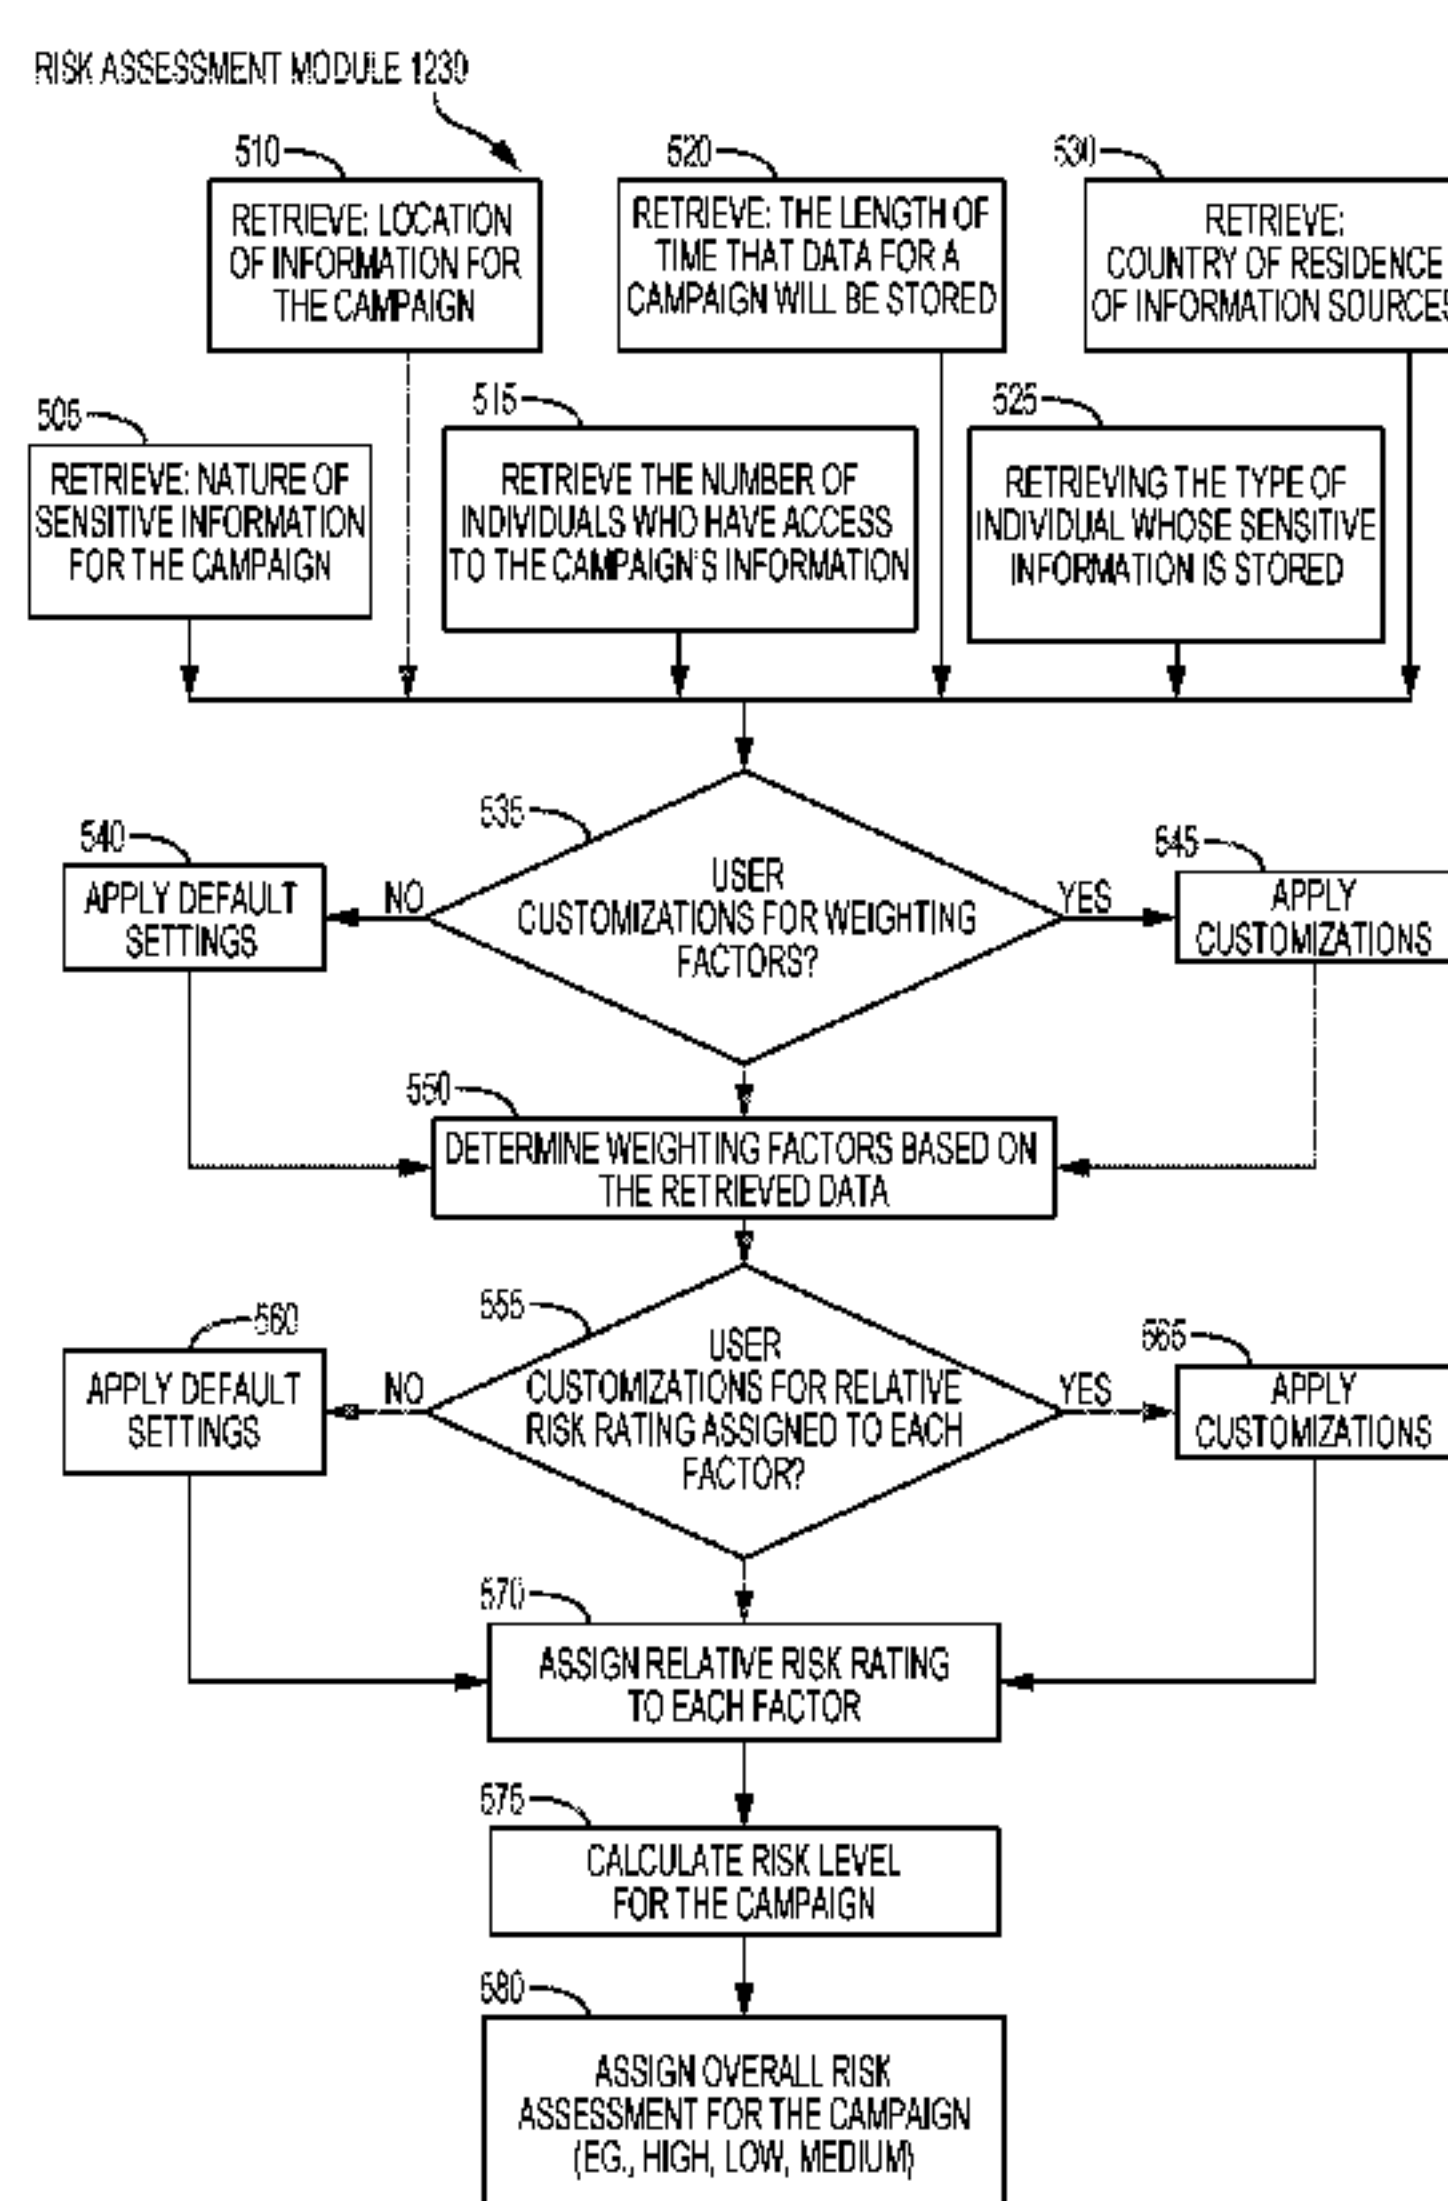 RISK ASSESSMENT MODULE 1230
510
RETRIEVE: LOCATION
OF INFORMATION FOR
THE CAMPAIGN
520
RETRIEVE: THE LENGTH OF
TIME THAT DATA FOR A
CAMPAIGN WILL BE STORED
530
RETRIEVE:
COUNTRY OF RESIDENCE
OF INFORMATION SOURCES
505
RETRIEVE: NATURE OF
SENSITIVE INFORMATION
FOR THE CAMPAIGN
515
RETRIEVE THE NUMBER OF
INDIVIDUALS WHO HAVE ACCESS
TO THE CAMPAIGN'S INFORMATION
525
RETRIEVING THE TYPE OF
INDIVIDUAL WHOSE SENSITIVE
INFORMATION IS STORED
535
USER
CUSTOMIZATIONS FOR WEIGHTING
FACTORS?
540
APPLY DEFAULT
SETTINGS
NO
YES
545
APPLY
CUSTOMIZATIONS
550
DETERMINE WEIGHTING FACTORS BASED ON
THE RETRIEVED DATA
555
USER
CUSTOMIZATIONS FOR RELATIVE
RISK RATING ASSIGNED TO EACH
FACTOR?
560
APPLY DEFAULT
SETTINGS
NO
YES
565
APPLY
CUSTOMIZATIONS
570
ASSIGN RELATIVE RISK RATING
TO EACH FACTOR
575
CALCULATE RISK LEVEL
FOR THE CAMPAIGN
580
ASSIGN OVERALL RISK
ASSESSMENT FOR THE CAMPAIGN
(EG., HIGH, LOW, MEDIUM)